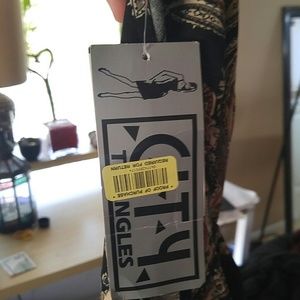 CITY
* PROOF OF PURCHASE *
REQUIRED FOR RETURN